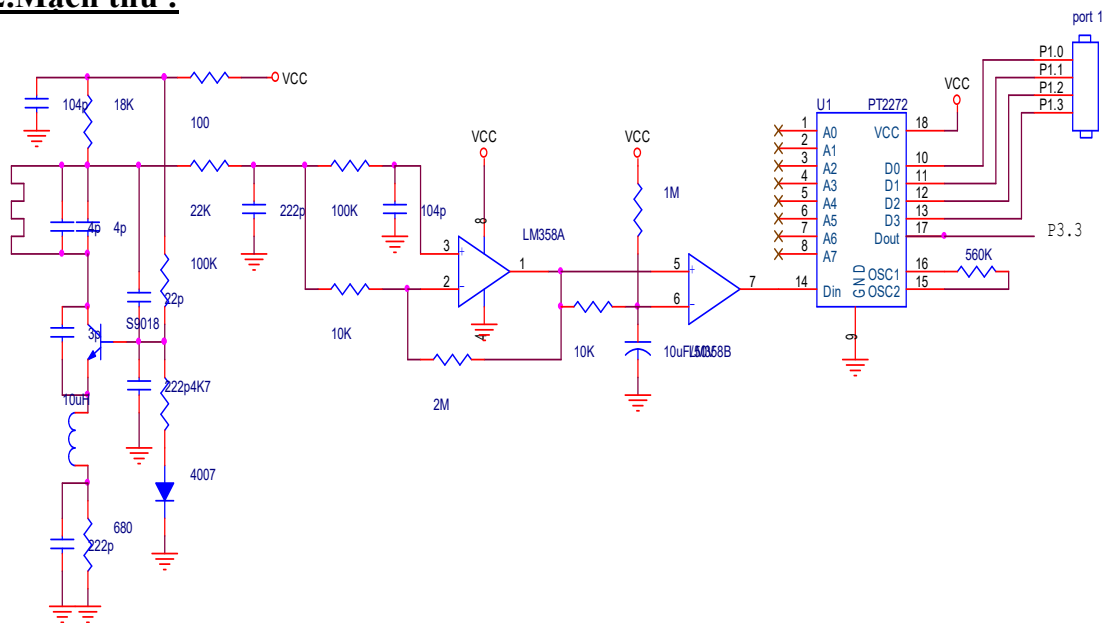 2.Mạch thu :
port 1
P1.0
P1.1
P1.2
P1.3
VCC
104p
18K
100
VCC
VCC
VCC
U1
PT2272
1
2
3
4
5
6
7
8
A0
A1
A2
A3
A4
A5
A6
A7
VCC
D0
D1
D2
D3
Dout
OSC1
OSC2
Din
GND
18
10
11
12
13
17
16
15
14
9
P3.3
560K
22K
222p
100K
104p
1M
4p
4p
LM358A
8
3
+
1
2
-
4
5
+
7
6
-
100K
22p
S9018
3p
10K
10K
10uF/50V
LM358B
222p
4K7
10uH
2M
4007
680
222p